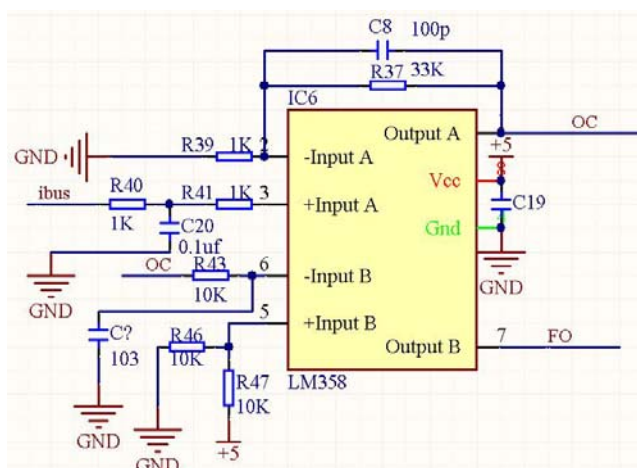 C8 100p
R37 33K
IC6
GND R39 1K 2 -Input A Output A OC
+5
ibus R40 R41 1K 3 +Input A Vcc 8
1K C20 Gnd C19
0.1uf
OC R43 6 -Input B GND
GND 10K
C? 5 +Input B
103 R46 Output B 7 FO
10K R47 LM358
10K
GND GND +5